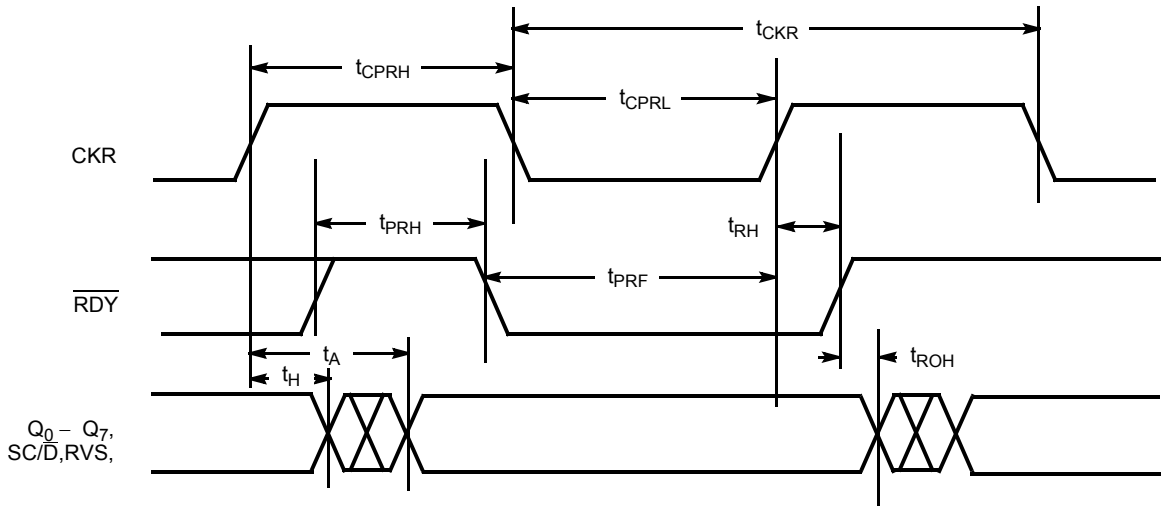 tCKR
tCPRH
tCPRL
CKR
tPRH
tRH
tPRF
RDY
tA
tROH
tH
Q0 – Q7,
SC/D,RVS,